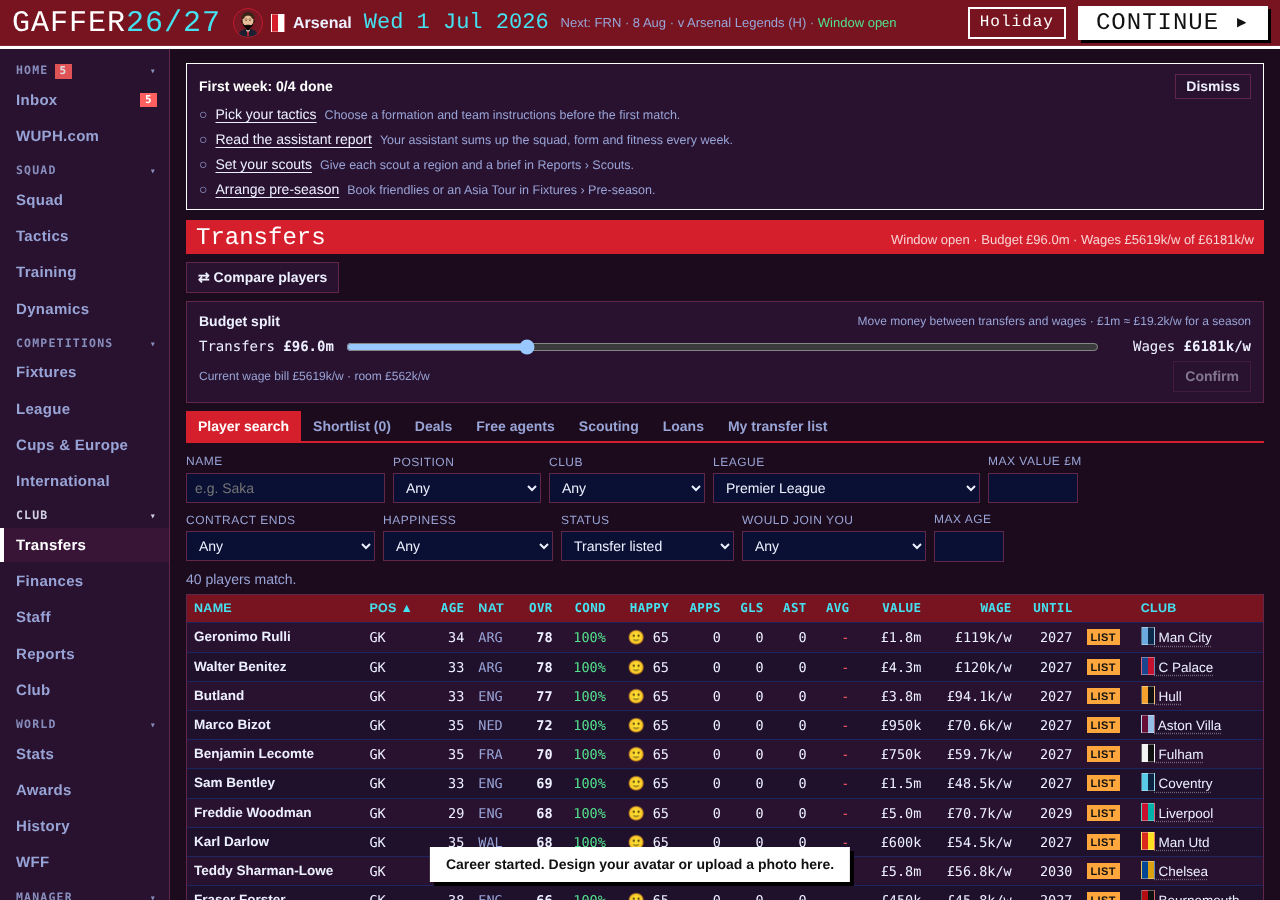 GAFFER26/27 Arsenal Wed 1 Jul 2026 Next: FRN · 8 Aug · v Arsenal Legends (H) · Window open Holiday CONTINUE ►
HOME 5 ▾
Inbox 5
WUPH.com
SQUAD ▾
Squad
Tactics
Training
Dynamics
COMPETITIONS ▾
Fixtures
League
Cups & Europe
International
CLUB ▾
Transfers
Finances
Staff
Reports
Club
WORLD ▾
Stats
Awards
History
WFF
MANAGER ▾
First week: 0/4 done Dismiss
○ Pick your tactics Choose a formation and team instructions before the first match.
○ Read the assistant report Your assistant sums up the squad, form and fitness every week.
○ Set your scouts Give each scout a region and a brief in Reports › Scouts.
○ Arrange pre-season Book friendlies or an Asia Tour in Fixtures › Pre-season.
Transfers Window open · Budget £96.0m · Wages £5619k/w of £6181k/w
⇄ Compare players
Budget split Move money between transfers and wages · £1m ≈ £19.2k/w for a season
Transfers £96.0m Wages £6181k/w
Current wage bill £5619k/w · room £562k/w Confirm
Player search Shortlist (0) Deals Free agents Scouting Loans My transfer list
NAME POSITION CLUB LEAGUE MAX VALUE £M
e.g. Saka Any Any Premier League
CONTRACT ENDS HAPPINESS STATUS WOULD JOIN YOU MAX AGE
Any Any Transfer listed Any
40 players match.
NAME POS ▲ AGE NAT OVR COND HAPPY APPS GLS AST AVG VALUE WAGE UNTIL CLUB
Geronimo Rulli GK 34 ARG 78 100% 🙂 65 0 0 0 - £1.8m £119k/w 2027 LIST Man City
Walter Benitez GK 33 ARG 78 100% 🙂 65 0 0 0 - £4.3m £120k/w 2027 LIST C Palace
Butland GK 33 ENG 77 100% 🙂 65 0 0 0 - £3.8m £94.1k/w 2027 LIST Hull
Marco Bizot GK 35 NED 72 100% 🙂 65 0 0 0 - £950k £70.6k/w 2027 LIST Aston Villa
Benjamin Lecomte GK 35 FRA 70 100% 🙂 65 0 0 0 - £750k £59.7k/w 2027 LIST Fulham
Sam Bentley GK 33 ENG 69 100% 🙂 65 0 0 0 - £1.5m £48.5k/w 2027 LIST Coventry
Freddie Woodman GK 29 ENG 68 100% 🙂 65 0 0 0 - £5.0m £70.7k/w 2029 LIST Liverpool
Karl Darlow GK 35 WAL 68 100% 🙂 65 0 0 0 - £600k £54.5k/w 2027 LIST Man Utd
Teddy Sharman-Lowe GK £5.8m £56.8k/w 2030 LIST Chelsea
Fraser Forster GK 38 ENG 66 100% 🙂 65 0 0 0 - £450k £45.8k/w 2027 LIST Bournemouth
Career started. Design your avatar or upload a photo here.